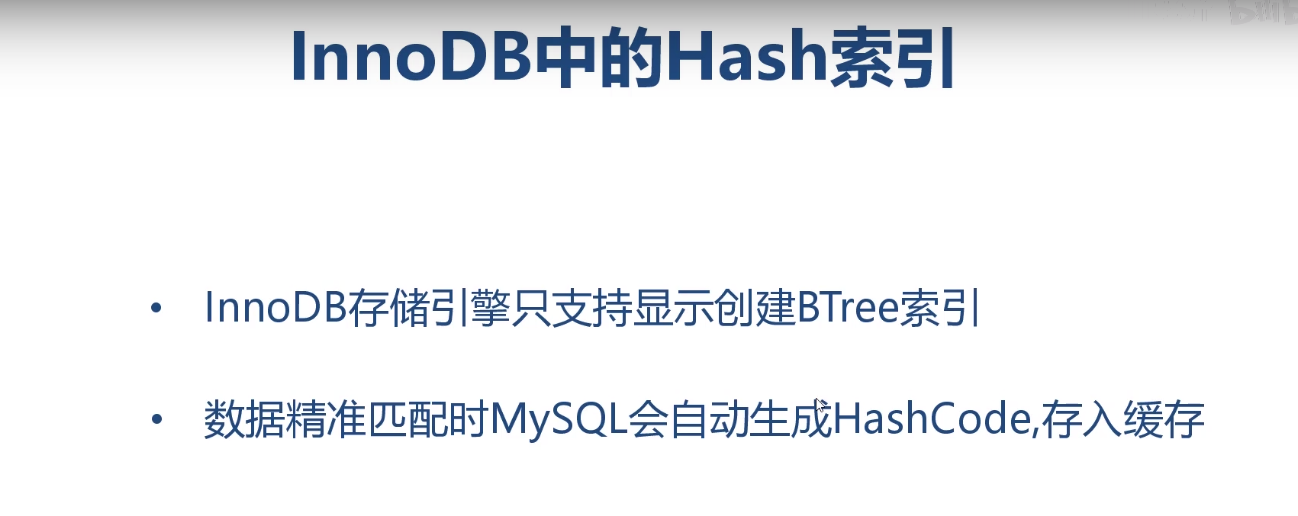 InnoDB中的Hash索引
• InnoDB存储引擎只支持显示创建BTree索引
• 数据精准匹配时MySQL会自动生成HashCode,存入缓存